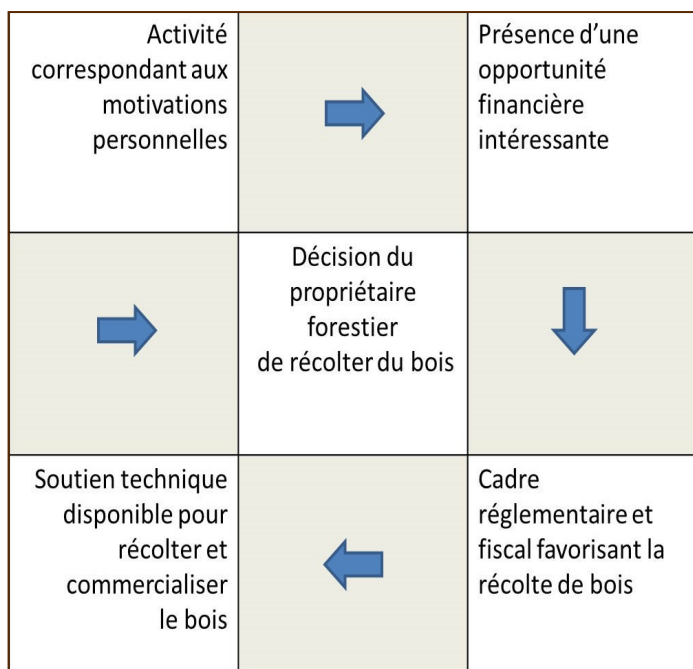 Activité
correspondant aux
motivations
personnelles
Présence d’une
opportunité
financière
intéressante
Décision du
propriétaire
forestier
de récolter du bois
Soutien technique
disponible pour
récolter et
commercialiser
le bois
Cadre
réglementaire et
fiscal favorisant la
récolte de bois